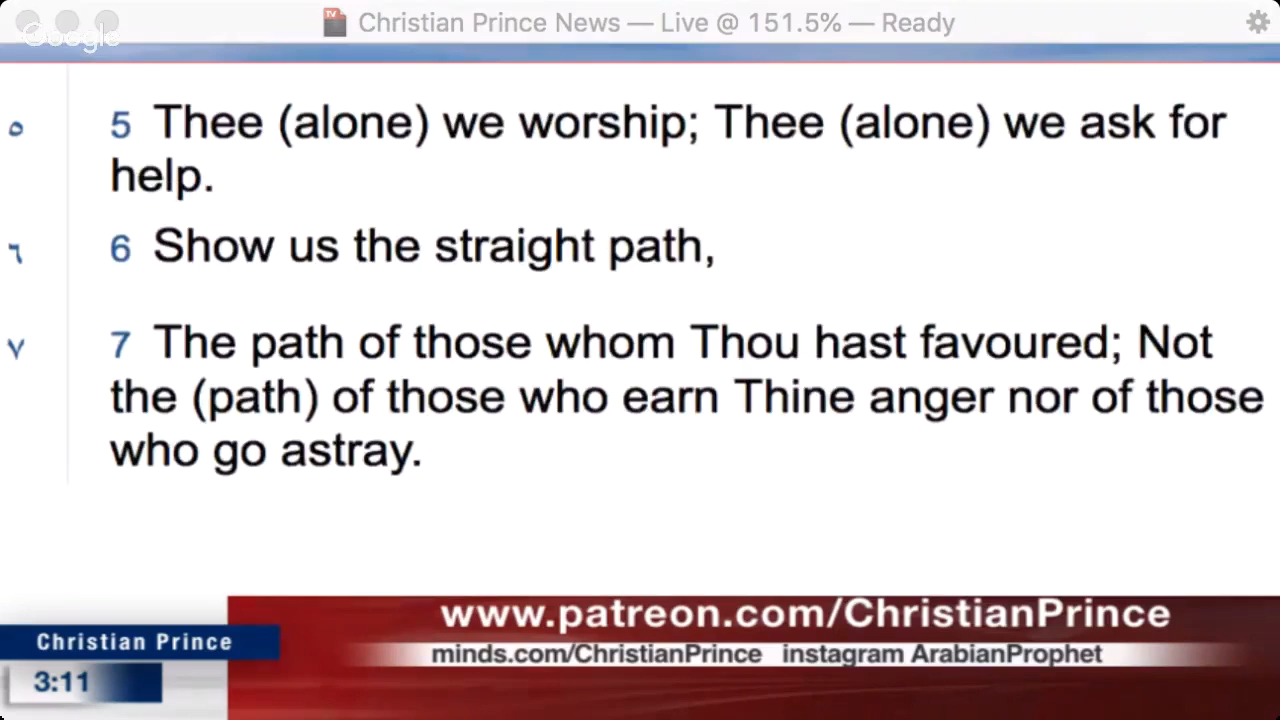 Christian Prince News — Live @ 151.5% — Ready
Google
٥ 5 Thee (alone) we worship; Thee (alone) we ask for
help.
٦ 6 Show us the straight path,
٧ 7 The path of those whom Thou hast favoured; Not
the (path) of those who earn Thine anger nor of those
who go astray.
www.patreon.com/ChristianPrince
Christian Prince
minds.com/ChristianPrince instagram ArabianProphet
3:11